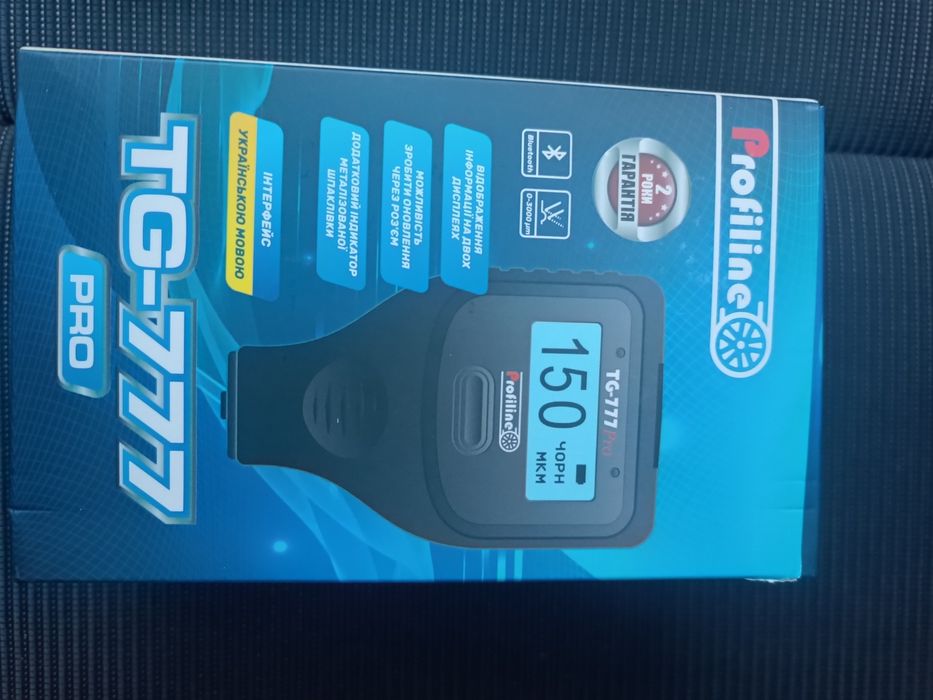 Profiline
2
РОКИ
ГАРАНТІЯ
Bluetooth
0-3000 μm
ВІДОБРАЖЕННЯ
ІНФОРМАЦІЇ НА ДВОХ
ДИСПЛЕЯХ
МОЖЛИВІСТЬ
ЗРОБИТИ ОНОВЛЕННЯ
ЧЕРЕЗ РОЗ'ЄМ
ДОДАТКОВИЙ ІНДИКАТОР
МЕТАЛІЗОВАНОЇ
ШПАКЛІВКИ
ІНТЕРФЕЙС
УКРАЇНСЬКОЮ МОВОЮ
TG-777 Pro
150 ЧОРН
МКМ
Profiline
TG-777
PRO